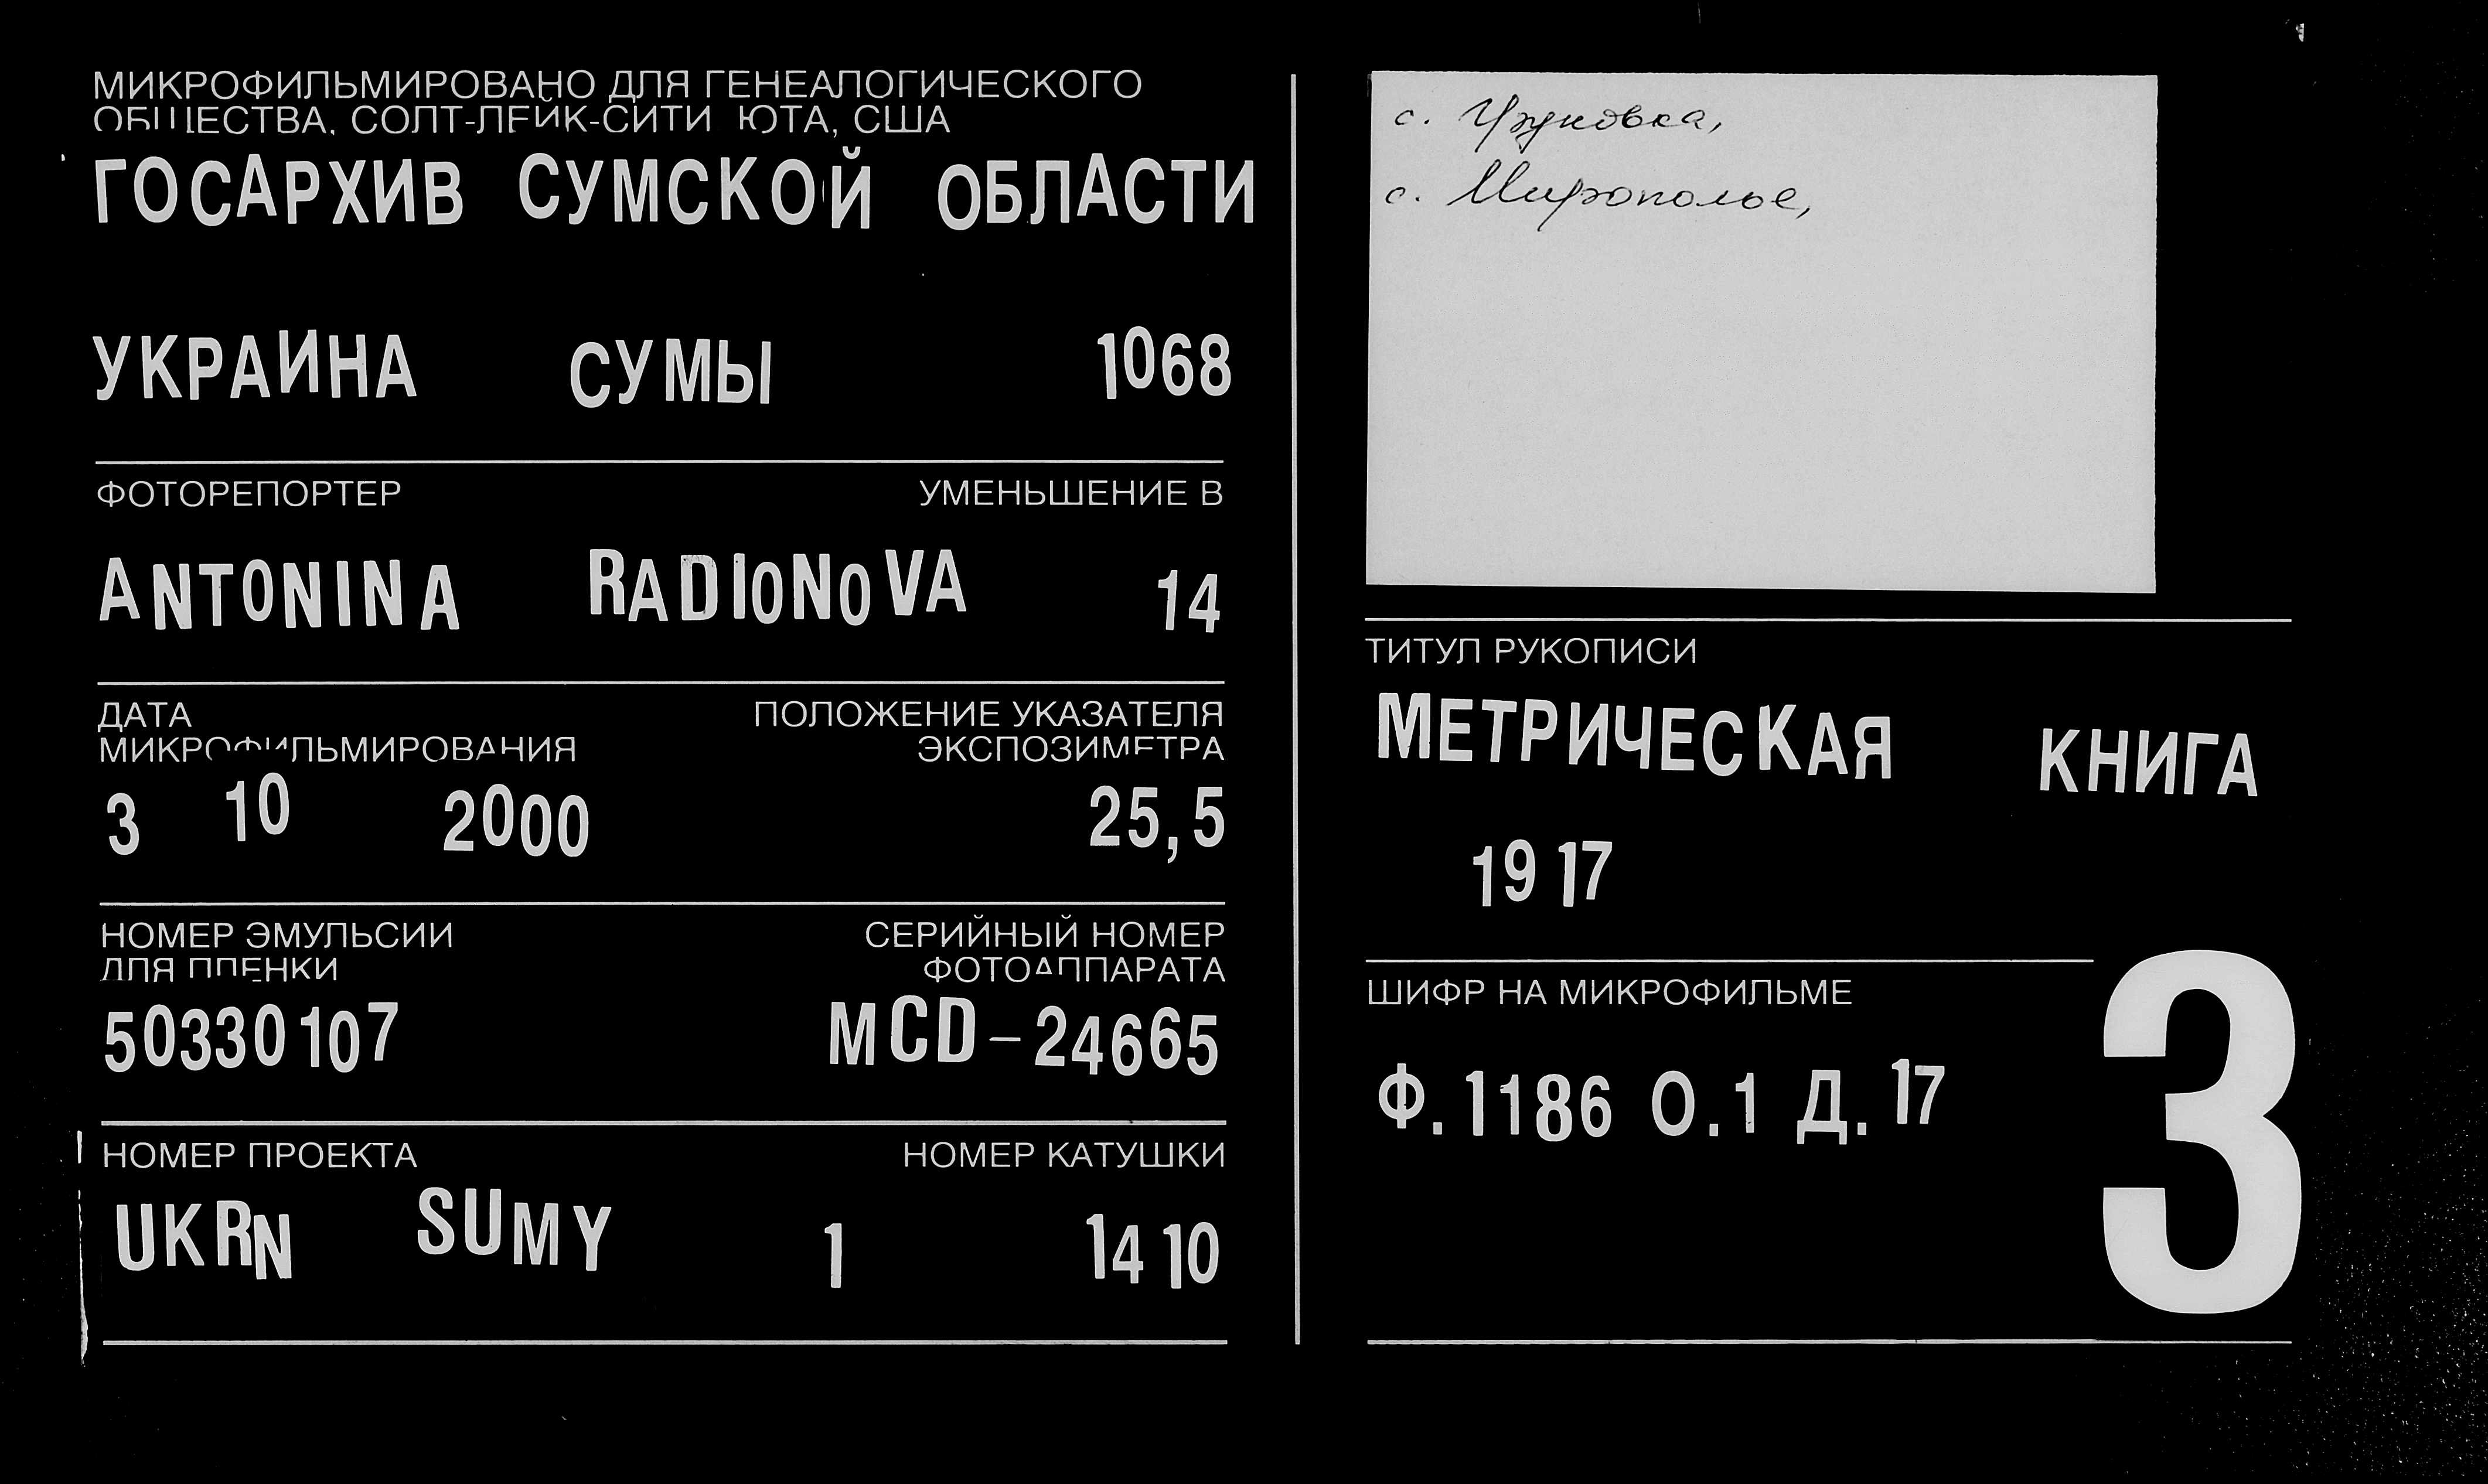 МИКРОФИЛЬМИРОВАНО ДЛЯ ГЕНЕАЛОГИЧЕСКОГО
ОБЩЕСТВА, СОЛТ-ЛЕЙК-СИТИ ЮТА, США
ГОСАРХИВ СУМСКОЙ ОБЛАСТИ
УКРАИНА СУМЫ 1068
ФОТОРЕПОРТЕР УМЕНЬШЕНИЕ В
ANTONINA RADIONOVA 14
ДАТА ПОЛОЖЕНИЕ УКАЗАТЕЛЯ
МИКРОФИЛЬМИРОВАНИЯ ЭКСПОЗИМЕТРА
3 10 2000 25,5
НОМЕР ЭМУЛЬСИИ СЕРИЙНЫЙ НОМЕР
ДЛЯ ПЛЕНКИ ФОТОАППАРАТА
50330107 MCD-24665
НОМЕР ПРОЕКТА НОМЕР КАТУШКИ
UKRN SUMY 1 1410
с.
с. Мирополье,
ТИТУЛ РУКОПИСИ
МЕТРИЧЕСКАЯ КНИГА
1917
ШИФР НА МИКРОФИЛЬМЕ
Ф.1186 О.1 Д.17
3